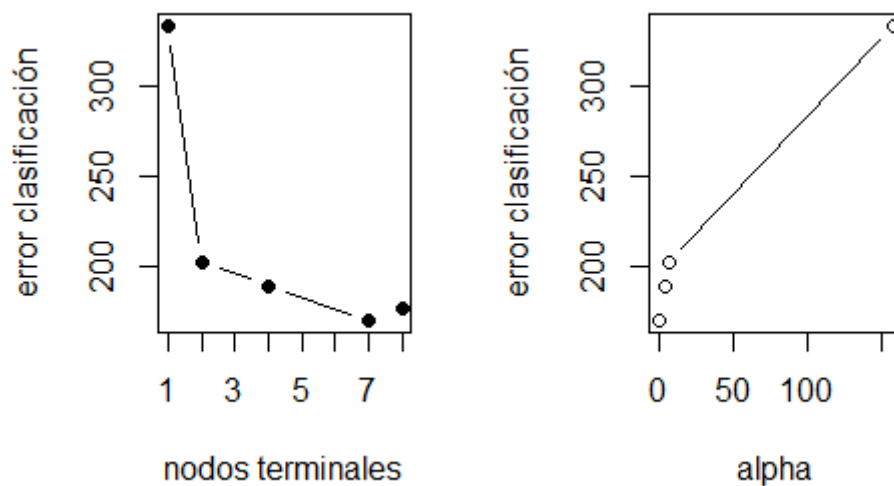 error clasificación
300
250
200
1 3 5 7
nodos terminales
error clasificación
300
250
200
0 50 100
alpha